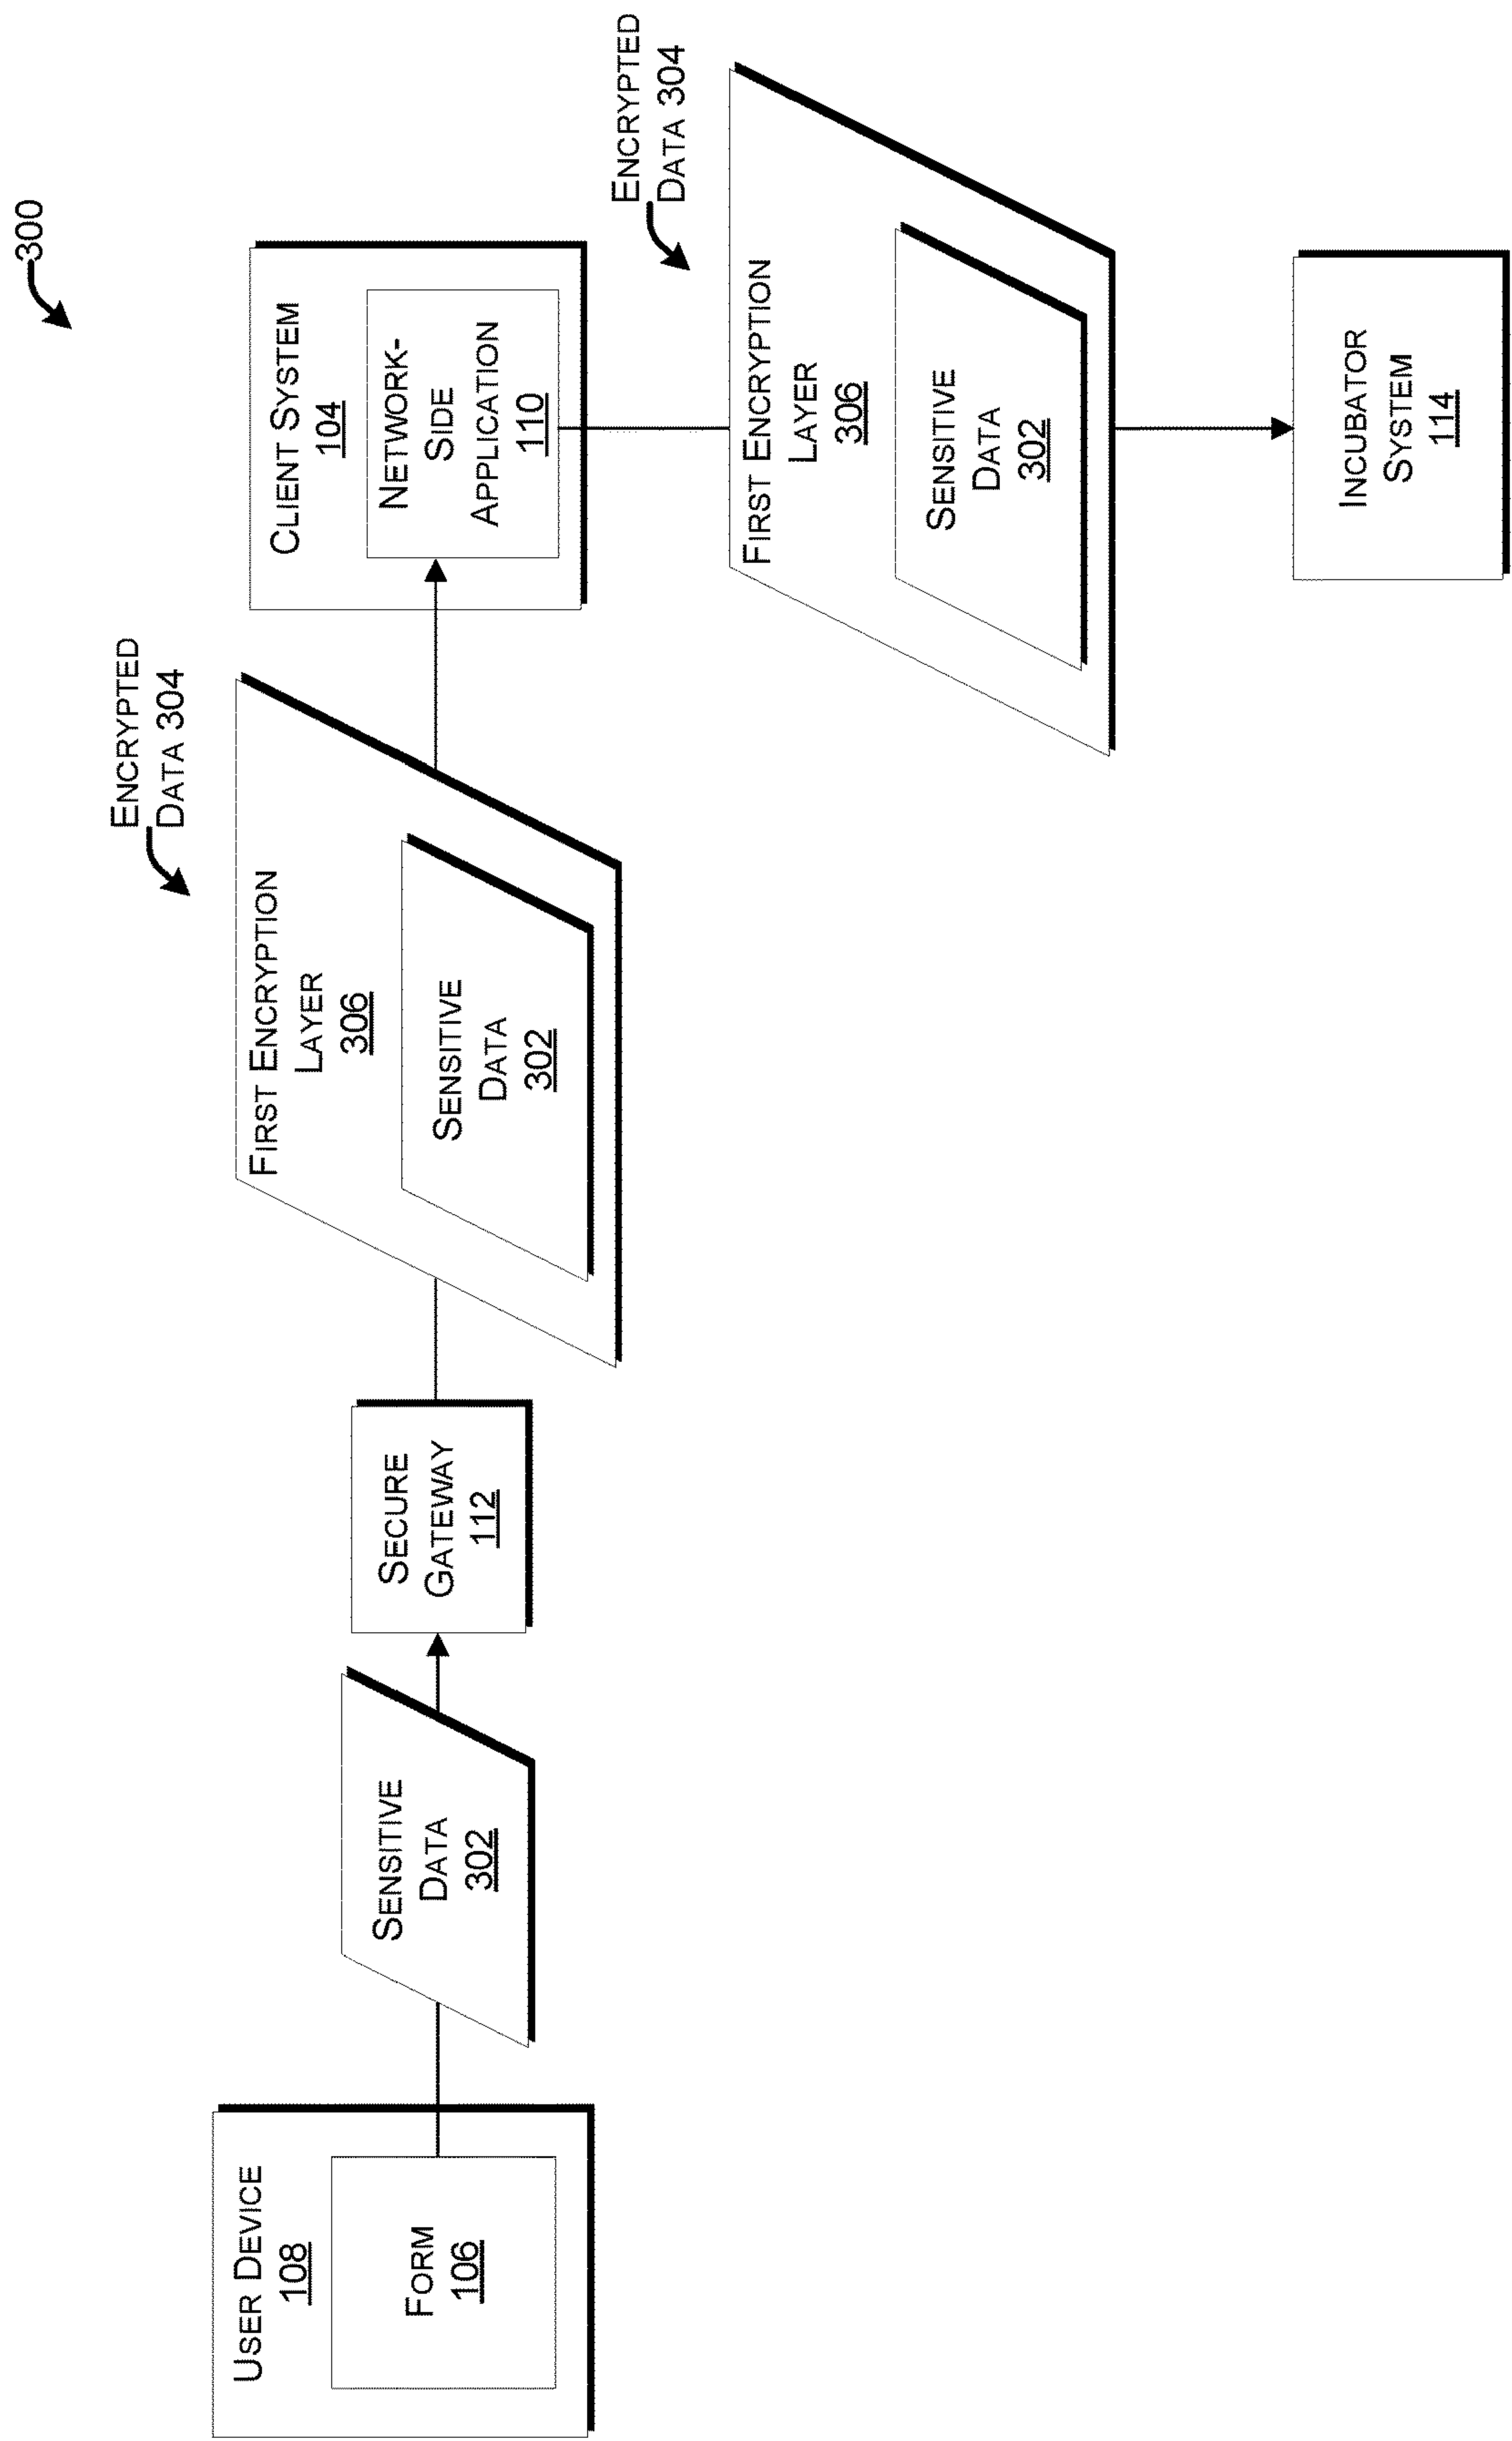 300
USER DEVICE
108
FORM
106
SENSITIVE
DATA
302
SECURE
GATEWAY
112
ENCRYPTED
DATA 304
FIRST ENCRYPTION
LAYER
306
SENSITIVE
DATA
302
CLIENT SYSTEM
104
NETWORK-
SIDE
APPLICATION
110
ENCRYPTED
DATA 304
FIRST ENCRYPTION
LAYER
306
SENSITIVE
DATA
302
INCUBATOR
SYSTEM
114